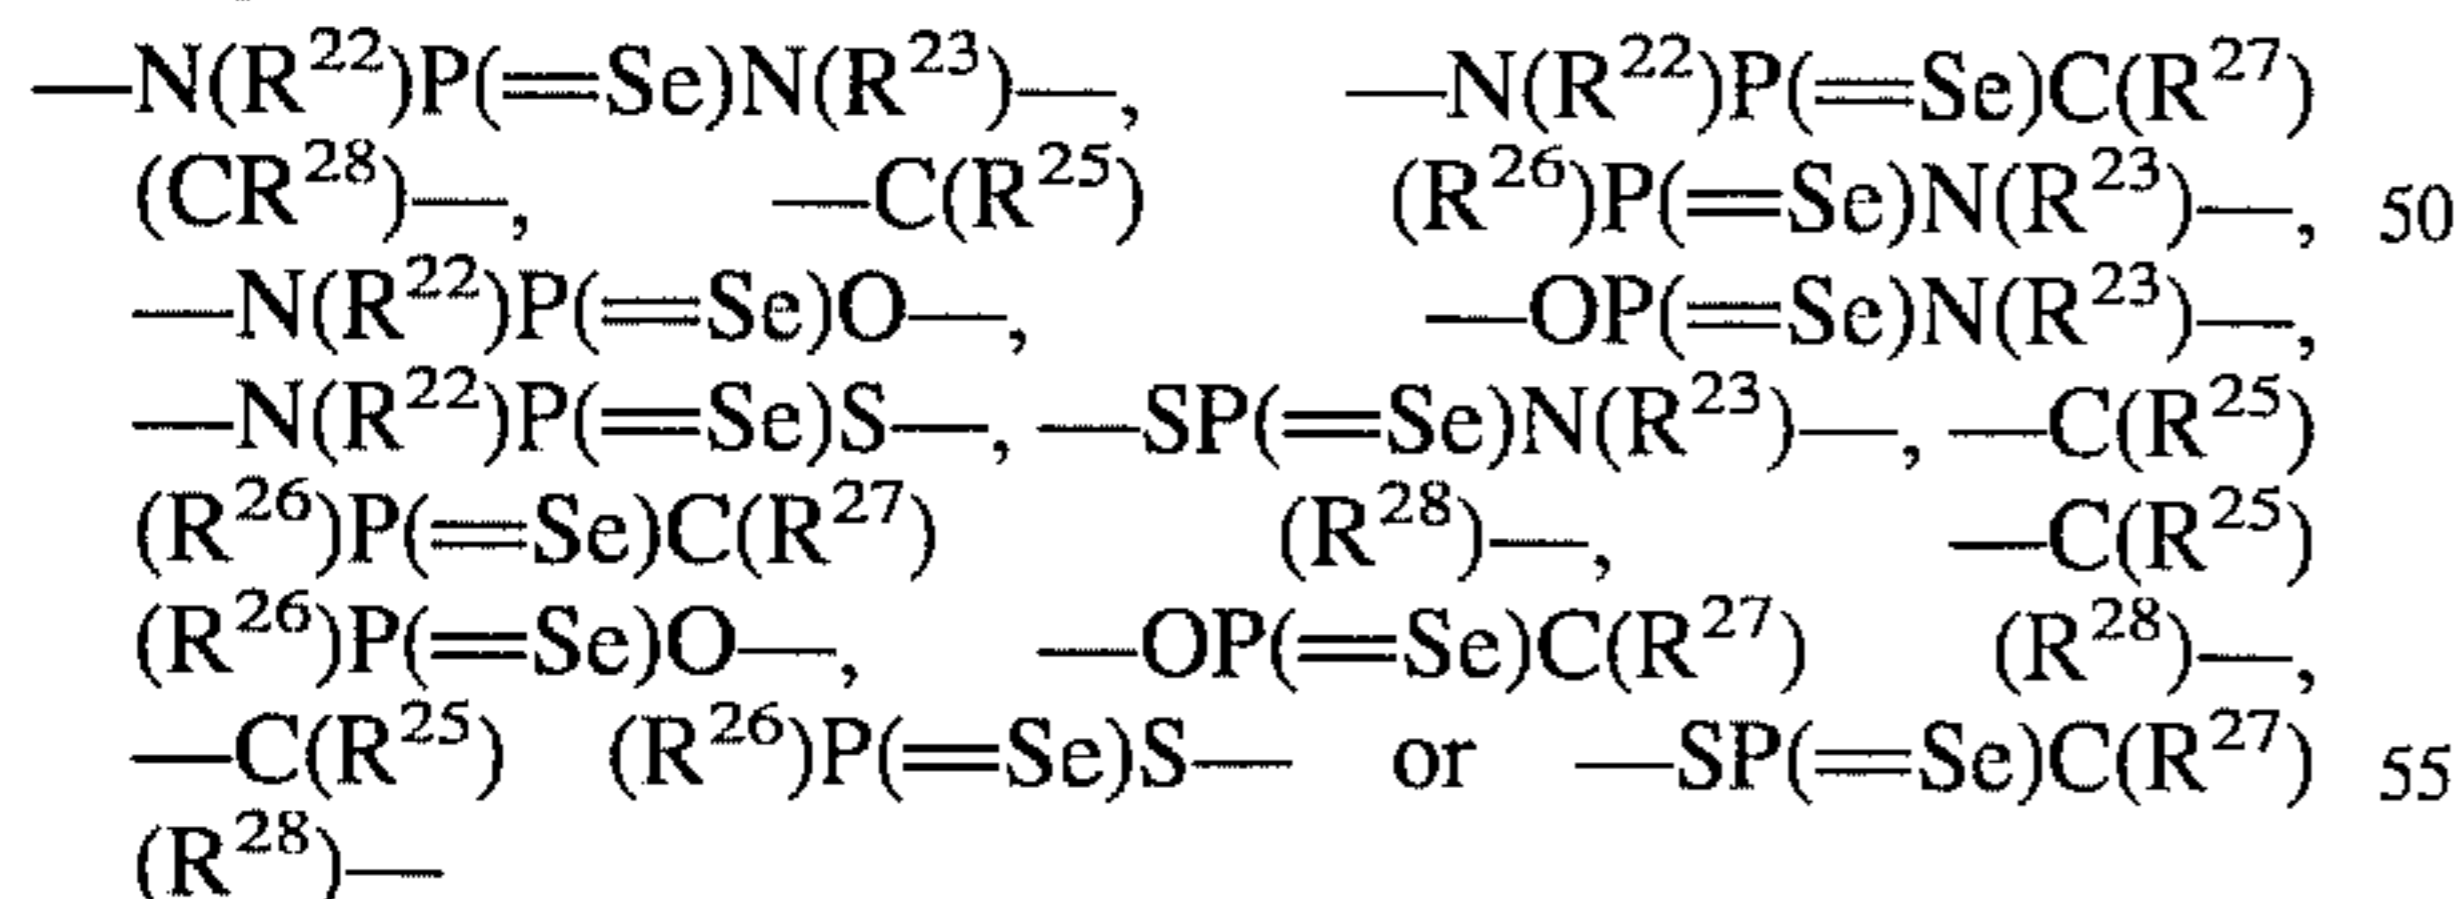 —N(R²²)P(=Se)N(R²³)—, —N(R²²)P(=Se)C(R²⁷)
(CR²⁸)—, —C(R²⁵) (R²⁶)P(=Se)N(R²³)—, 50
—N(R²²)P(=Se)O—, —OP(=Se)N(R²³)—,
—N(R²²)P(=Se)S—, —SP(=Se)N(R²³)—, —C(R²⁵)
(R²⁶)P(=Se)C(R²⁷) (R²⁸)—, —C(R²⁵)
(R²⁶)P(=Se)O—, —OP(=Se)C(R²⁷) (R²⁸)—,
—C(R²⁵) (R²⁶)P(=Se)S— or —SP(=Se)C(R²⁷) 55
(R²⁸)—